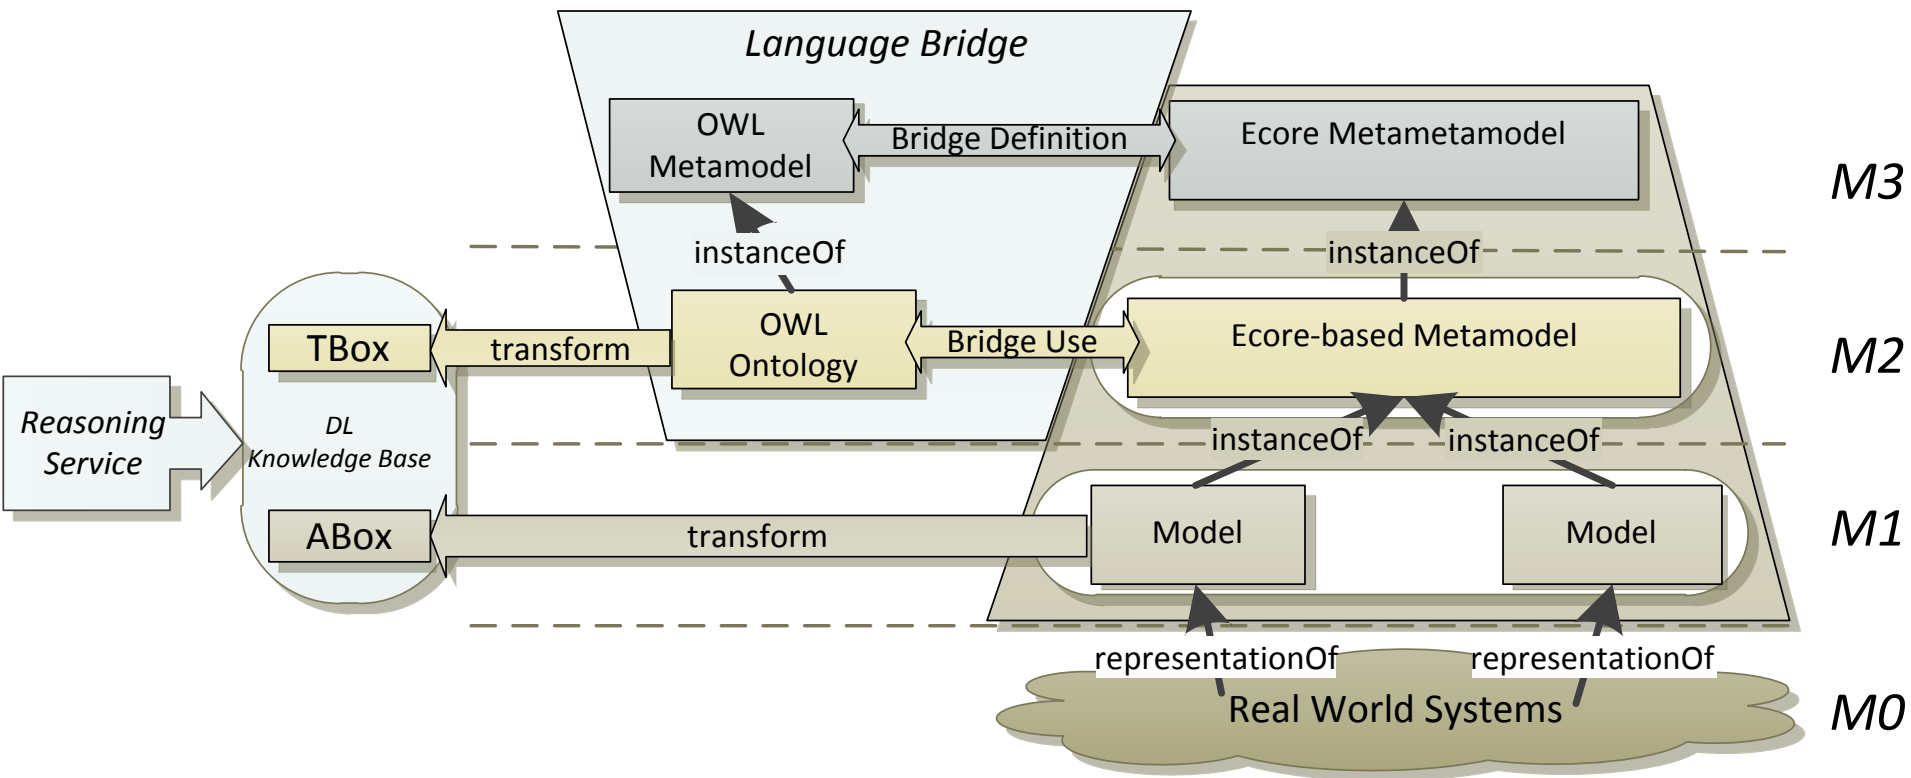 Language Bridge
OWL
Metamodel
Bridge Definition
Ecore Metametamodel
M3
instanceOf
instanceOf
TBox
transform
OWL
Ontology
Bridge Use
Ecore-based Metamodel
M2
Reasoning
Service
DL
Knowledge Base
instanceOf
instanceOf
ABox
transform
Model
Model
M1
representationOf
representationOf
Real World Systems
M0